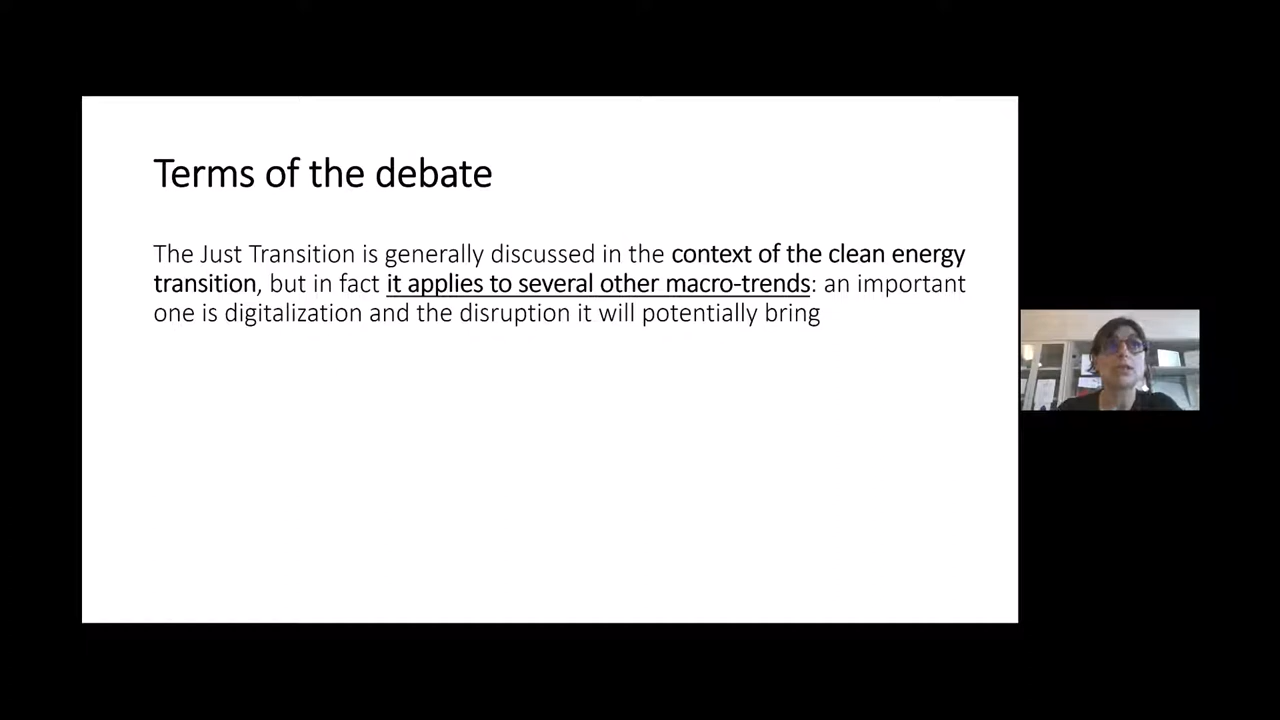 Terms of the debate
The Just Transition is generally discussed in the context of the clean energy
transition, but in fact it applies to several other macro-trends: an important
one is digitalization and the disruption it will potentially bring